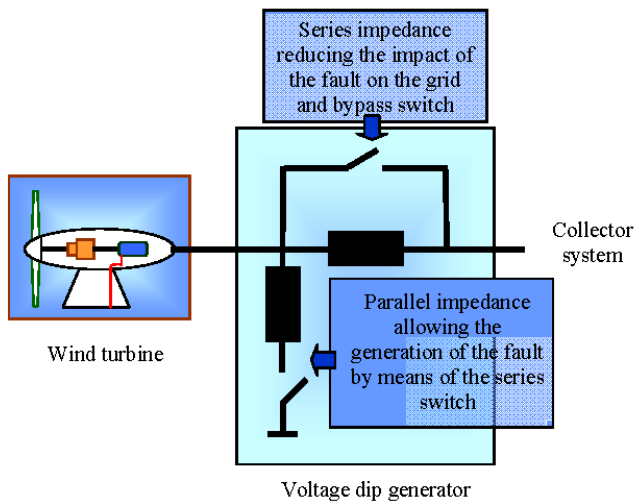 Series impedance
reducing the impact of
the fault on the grid
and bypass switch
Collector
system
Parallel impedance
allowing the
generation of the fault
by means of the series
switch
Wind turbine
Voltage dip generator